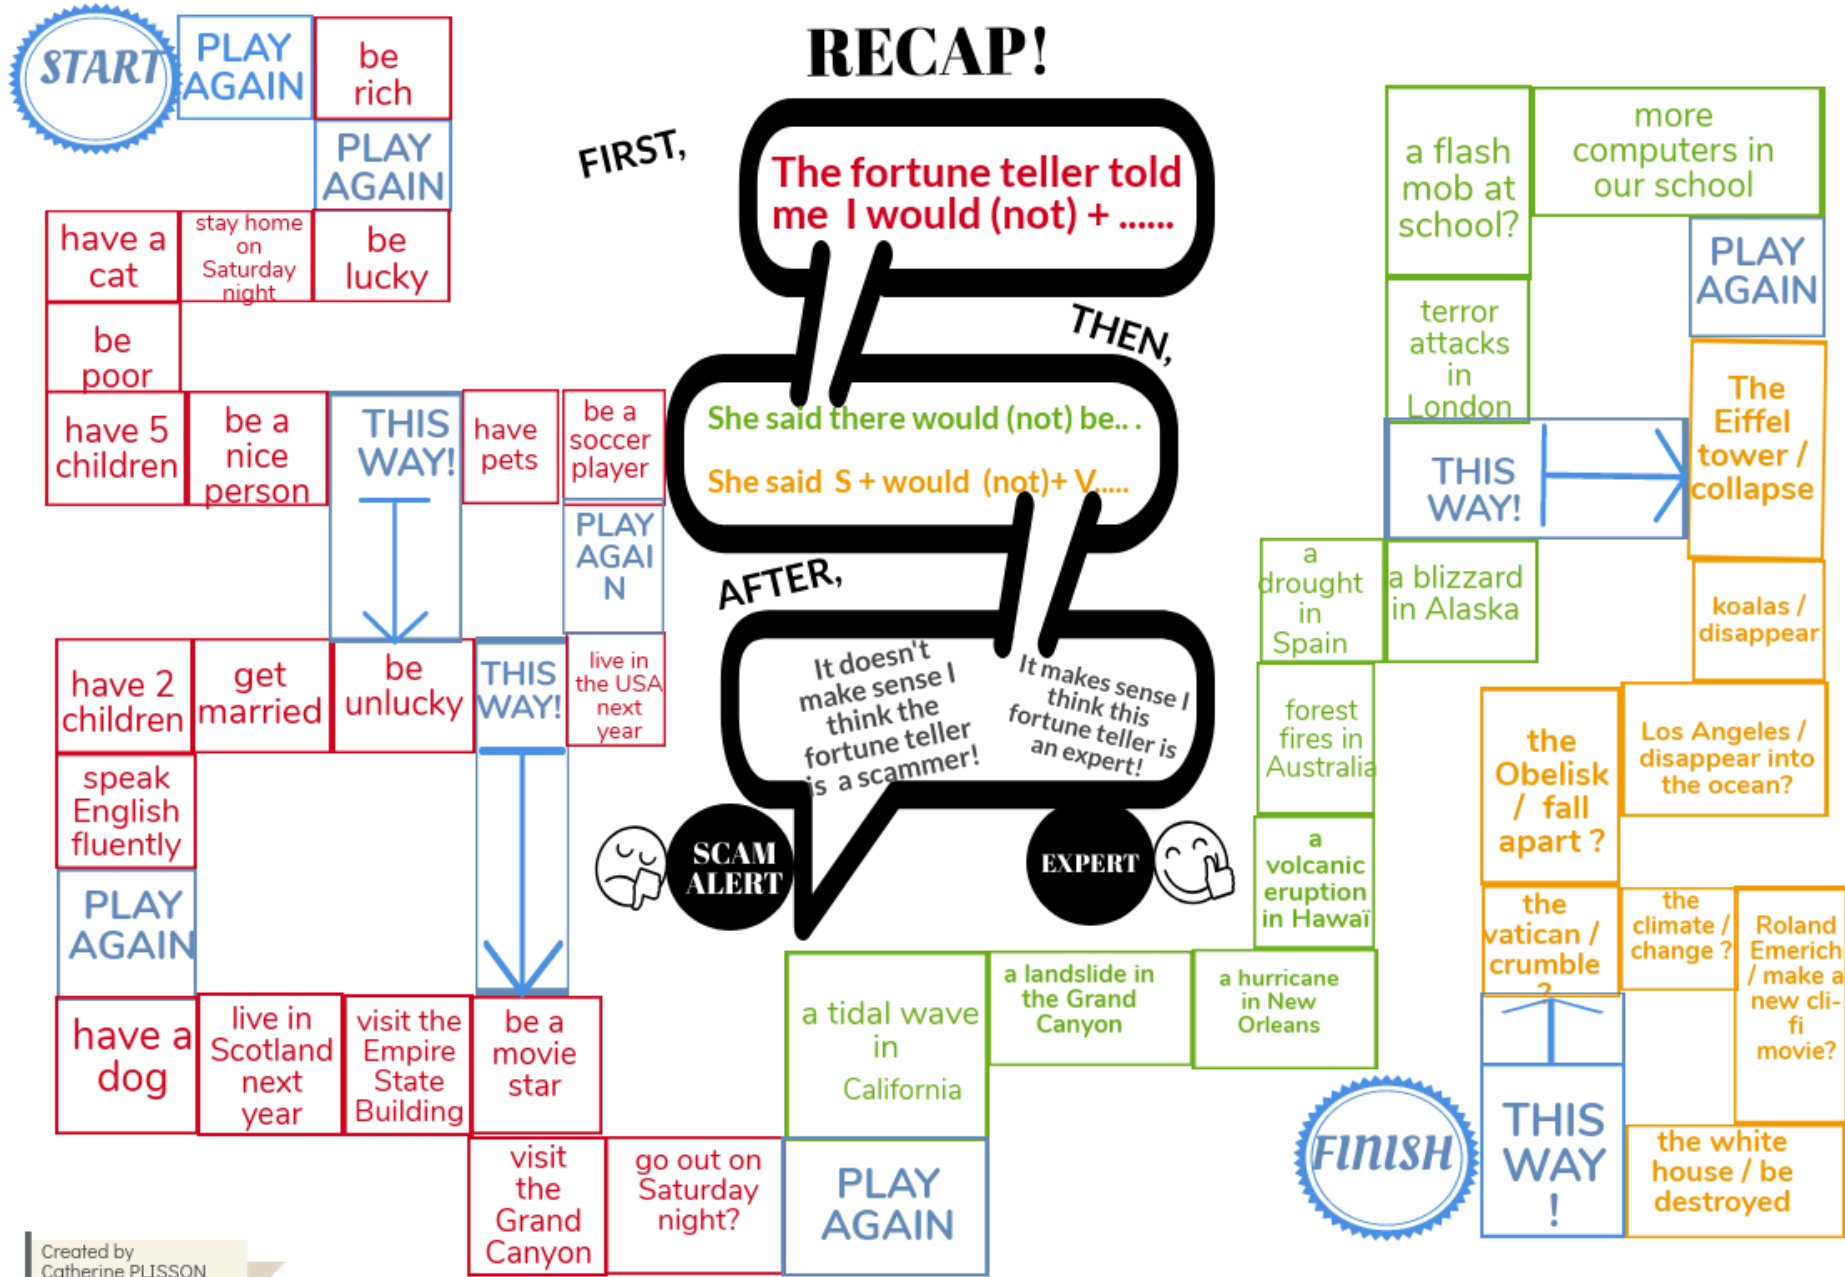 START
PLAY
AGAIN
be
rich
PLAY
AGAIN
have a
cat
stay home
on
Saturday
night
be
lucky
be
poor
have 5
children
be a
nice
person
THIS
WAY!
have
pets
be a
soccer
player
PLAY
AGAI
N
have 2
children
get
married
be
unlucky
THIS
WAY!
live in
the USA
next
year
speak
English
fluently
PLAY
AGAIN
have a
dog
live in
Scotland
next
year
visit the
Empire
State
Building
be a
movie
star
visit
the
Grand
Canyon
go out on
Saturday
night?
PLAY
AGAIN
RECAP!
FIRST,
The fortune teller told
me I would (not) + ......
THEN,
She said there would (not) be.. .
She said S + would (not)+ V.....
AFTER,
It doesn't
make sense I
think the
fortune teller
is a scammer!
It makes sense I
think this
fortune teller is
an expert!
SCAM
ALERT
EXPERT
a tidal wave
in
California
a landslide in
the Grand
Canyon
a hurricane
in New
Orleans
a
volcanic
eruption
in Hawaï
forest
fires in
Australia
a
drought
in
Spain
a blizzard
in Alaska
THIS
WAY!
terror
attacks
in
London
a flash
mob at
school?
more
computers in
our school
PLAY
AGAIN
The
Eiffel
tower /
collapse
koalas /
disappear
Los Angeles /
disappear into
the ocean?
the
Obelisk
/ fall
apart ?
the
vatican /
crumble
?
the
climate /
change ?
Roland
Emerich
/ make a
new cli-
fi
movie?
the white
house / be
destroyed
THIS
WAY
!
FINISH
Created by
Catherine PLISSON